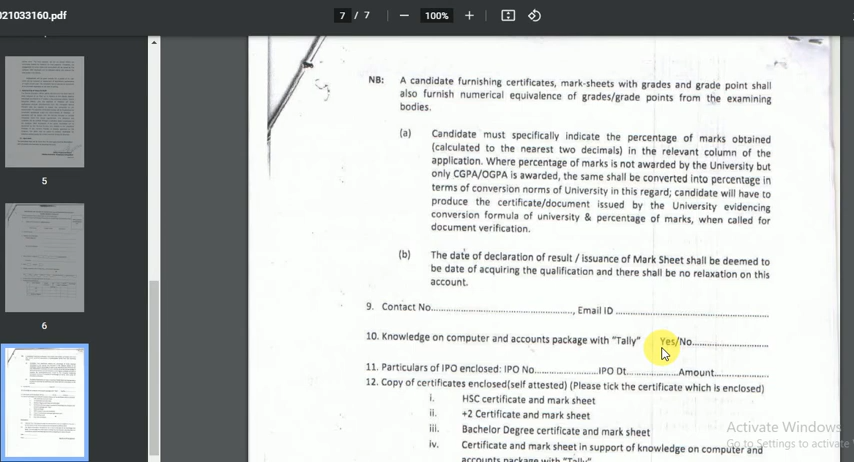 021033160.pdf
7 / 7
100%
5
6
NB: A candidate furnishing certificates, mark-sheets with grades and grade point shall
also furnish numerical equivalence of grades/grade points from the examining
bodies.
(a) Candidate must specifically indicate the percentage of marks obtained
(calculated to the nearest two decimals) in the relevant column of the
application. Where percentage of marks is not awarded by the University but
only CGPA/OGPA is awarded, the same shall be converted into percentage in
terms of conversion norms of University in this regard; candidate will have to
produce the certificate/document issued by the University evidencing
conversion formula of university & percentage of marks, when called for
document verification.
(b) The date of declaration of result / issuance of Mark Sheet shall be deemed to
be date of acquiring the qualification and there shall be no relaxation on this
account.
9. Contact No................................................, Email ID ....................................................
10. Knowledge on computer and accounts package with "Tally" Yes/No..........................
11. Particulars of IPO enclosed: IPO No.....................IPO Dt.................Amount..................
12. Copy of certificates enclosed(self attested) (Please tick the certificate which is enclosed)
i. HSC certificate and mark sheet
ii. +2 Certificate and mark sheet
iii. Bachelor Degree certificate and mark sheet
iv. Certificate and mark sheet in support of knowledge on computer and
accounts package with "Tally"
Activate Windows
Go to Settings to activate